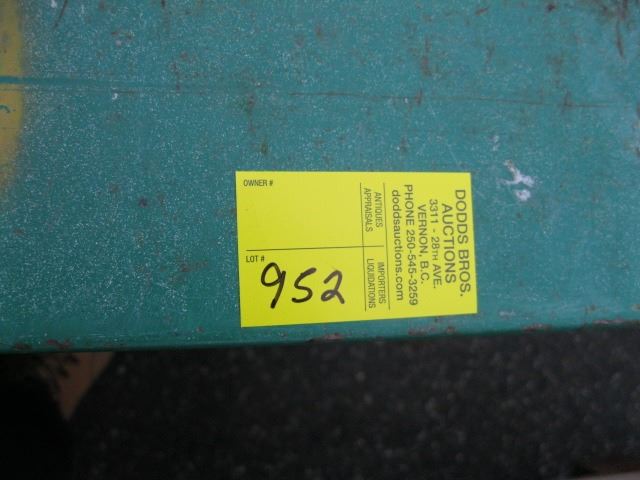 OWNER #
LOT #
952
ANTIQUES
APPRAISALS
IMPORTERS
LIQUIDATIONS
DODDS BROS.
AUCTIONS
3311 - 28TH AVE.
VERNON, B.C.
PHONE 250-545-3259
doddsauctions.com